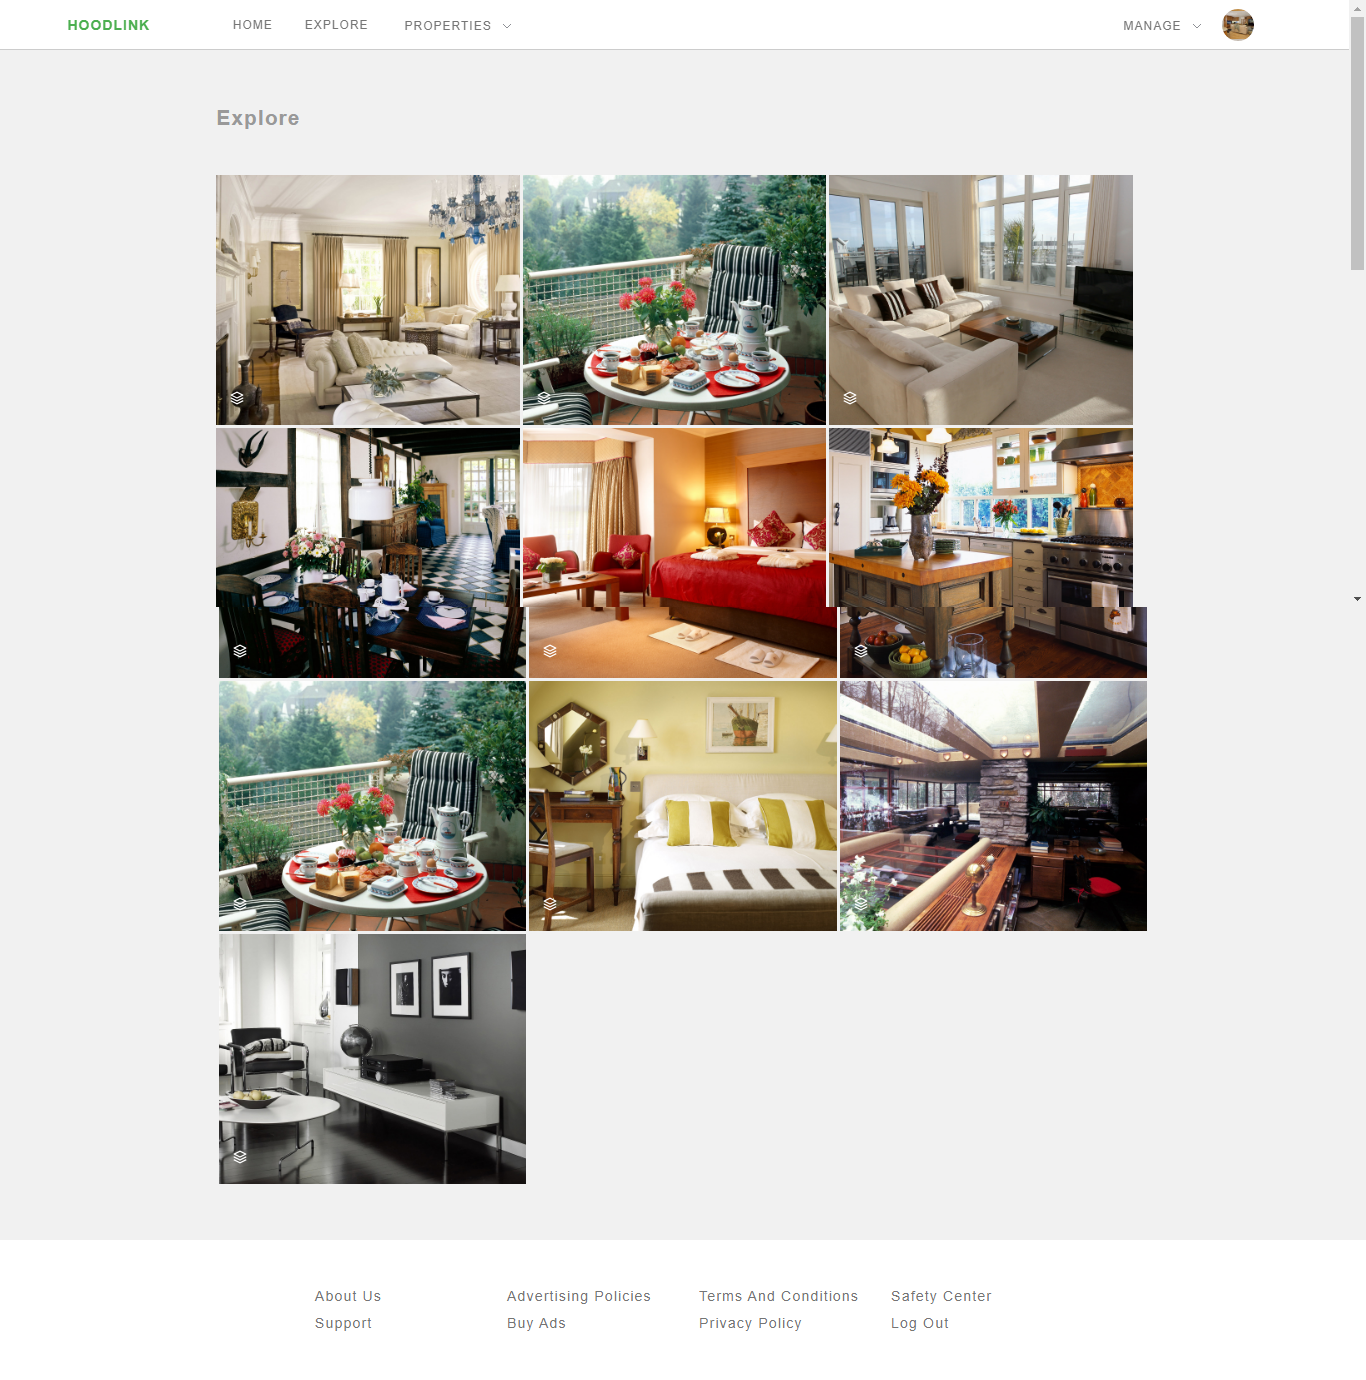 HOODLINK HOME EXPLORE PROPERTIES MANAGE
Explore
About Us Advertising Policies Terms And Conditions Safety Center
Support Buy Ads Privacy Policy Log Out